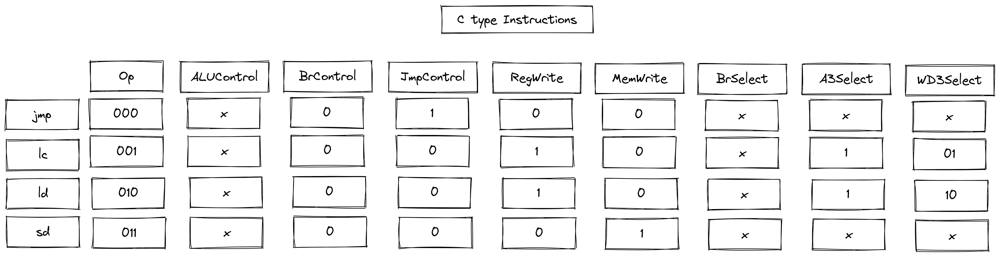 C type Instructions
Op ALUControl BrControl JmpControl RegWrite MemWrite BrSelect A3Select WD3Select
jmp 000 x 0 1 0 0 x x x
lc 001 x 0 0 1 0 x 1 01
ld 010 x 0 0 1 0 x 1 10
sd 011 x 0 0 0 1 x x x